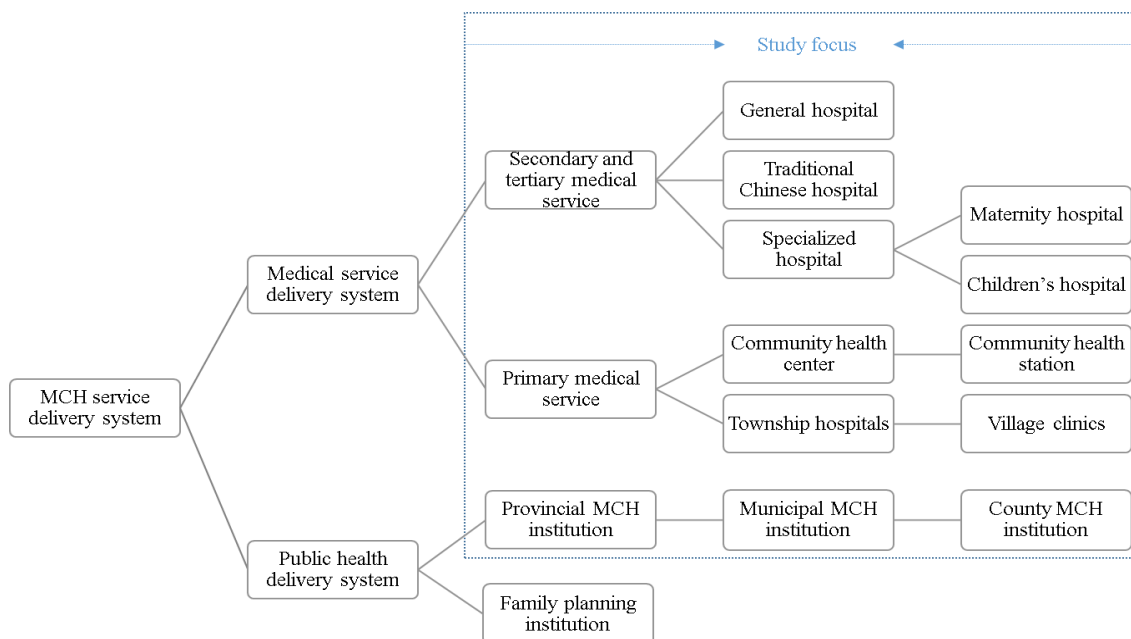 Study focus
General hospital
Secondary and
tertiary medical
service
Traditional
Chinese hospital
Maternity hospital
Specialized
hospital
Medical service
delivery system
Children’s hospital
Community health
center
Community health
station
Primary medical
service
MCH service
delivery system
Township hospitals
Village clinics
Provincial MCH
institution
Municipal MCH
institution
County MCH
institution
Public health
delivery system
Family planning
institution